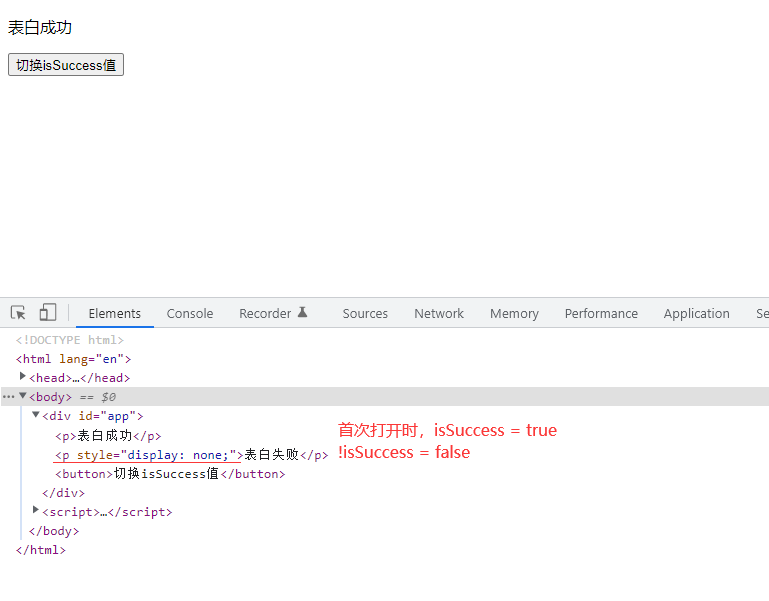 表白成功
切换isSuccess值
Elements Console Recorder Sources Network Memory Performance Application Se
<!DOCTYPE html>
<html lang="en">
<head>…</head>
<body> == $0
<div id="app">
<p>表白成功</p>
<p style="display: none;">表白失败</p>
<button>切换isSuccess值</button>
</div>
<script>…</script>
</body>
</html>
首次打开时，isSuccess = true
!isSuccess = false